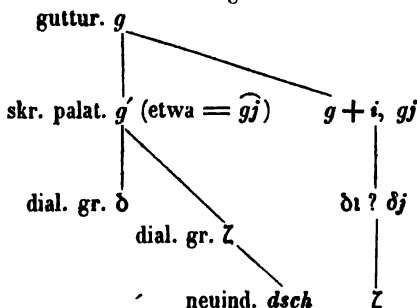 guttur. g
skr. palat. g′ (etwa = g͡j) g + i, gj
dial. gr. δ δι ? δj
dial. gr. ζ
neuind. dsch ζ